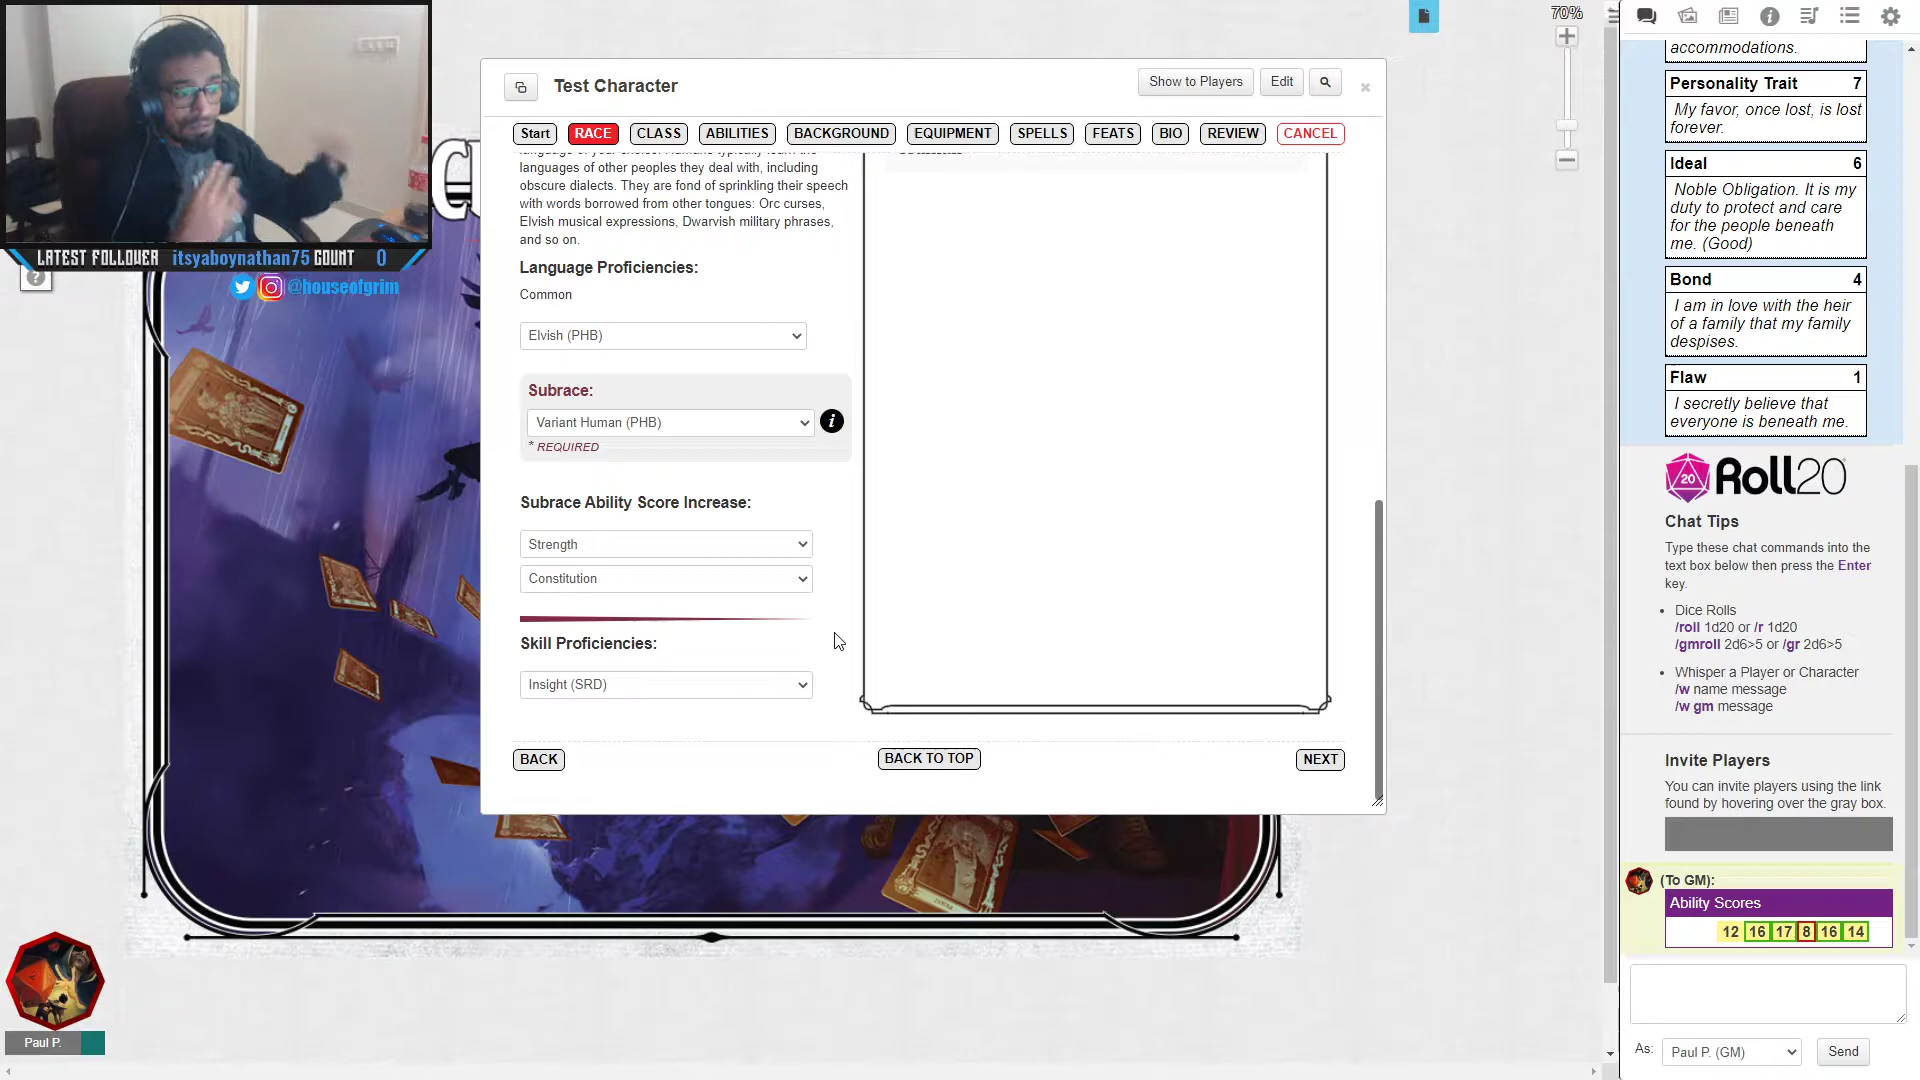 LATEST FOLLOWER itsyaboynathan75 COUNT 0
@houseofgrim
?
70%
Test Character
Show to Players
Edit
×
Start
RACE
CLASS
ABILITIES
BACKGROUND
EQUIPMENT
SPELLS
FEATS
BIO
REVIEW
CANCEL
languages of other peoples they deal with, including
obscure dialects. They are fond of sprinkling their speech
with words borrowed from other tongues: Orc curses,
Elvish musical expressions, Dwarvish military phrases,
and so on.
Language Proficiencies:
Common
Elvish (PHB)
Subrace:
Variant Human (PHB)
i
* REQUIRED
Subrace Ability Score Increase:
Strength
Constitution
Skill Proficiencies:
Insight (SRD)
BACK
BACK TO TOP
NEXT
Paul P.
accommodations.
Personality Trait 7
My favor, once lost, is lost
forever.
Ideal 6
Noble Obligation. It is my
duty to protect and care
for the people beneath
me. (Good)
Bond 4
I am in love with the heir
of a family that my family
despises.
Flaw 1
I secretly believe that
everyone is beneath me.
20 Roll20
Chat Tips
Type these chat commands into the
text box below then press the Enter
key.
• Dice Rolls
/roll 1d20 or /r 1d20
/gmroll 2d6>5 or /gr 2d6>5
• Whisper a Player or Character
/w name message
/w gm message
Invite Players
You can invite players using the link
found by hovering over the gray box.
(To GM):
Ability Scores
12 16 17 8 16 14
As:
Paul P. (GM)
Send